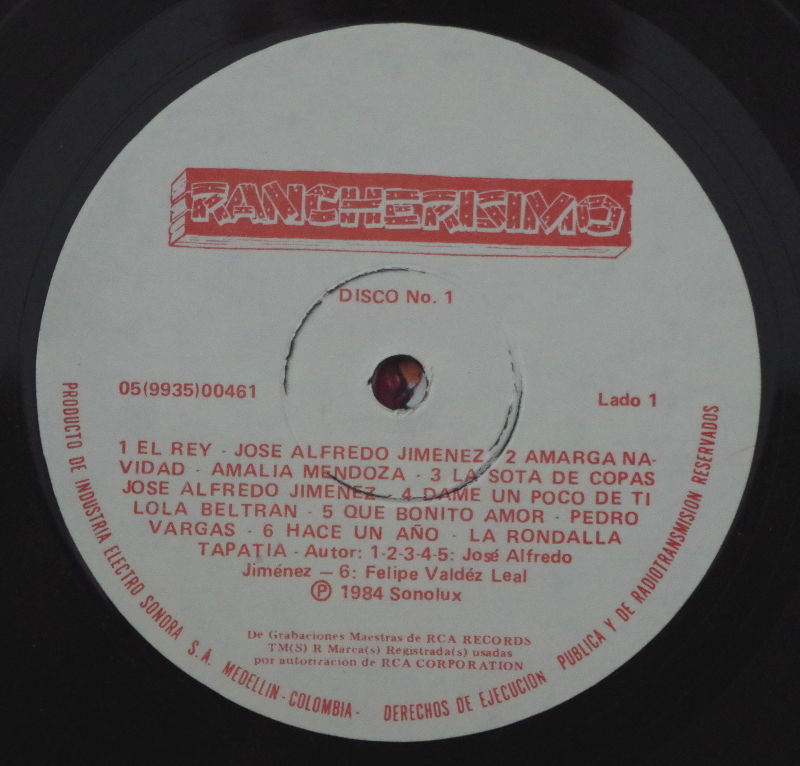 RANCHERISIMO
DISCO No. 1
05(9935)00461
Lado 1
1 EL REY - JOSE ALFREDO JIMENEZ - 2 AMARGA NA-
VIDAD - AMALIA MENDOZA - 3 LA SOTA DE COPAS
JOSE ALFREDO JIMENEZ - 4 DAME UN POCO DE TI
LOLA BELTRAN - 5 QUE BONITO AMOR - PEDRO
VARGAS - 6 HACE UN AÑO - LA RONDALLA
TAPATIA - Autor: 1-2-3-4-5: José Alfredo
Jiménez — 6: Felipe Valdéz Leal
Ⓟ 1984 Sonolux
De Grabaciones Maestras de RCA RECORDS
TM(S) R Marca(s) Registrada(s) usadas
por autorización de RCA CORPORATION
PRODUCTO DE INDUSTRIA ELECTRO SONORA S.A. MEDELLIN - COLOMBIA - DERECHOS DE EJECUCION PUBLICA Y DE RADIOTRANSMISION RESERVADOS